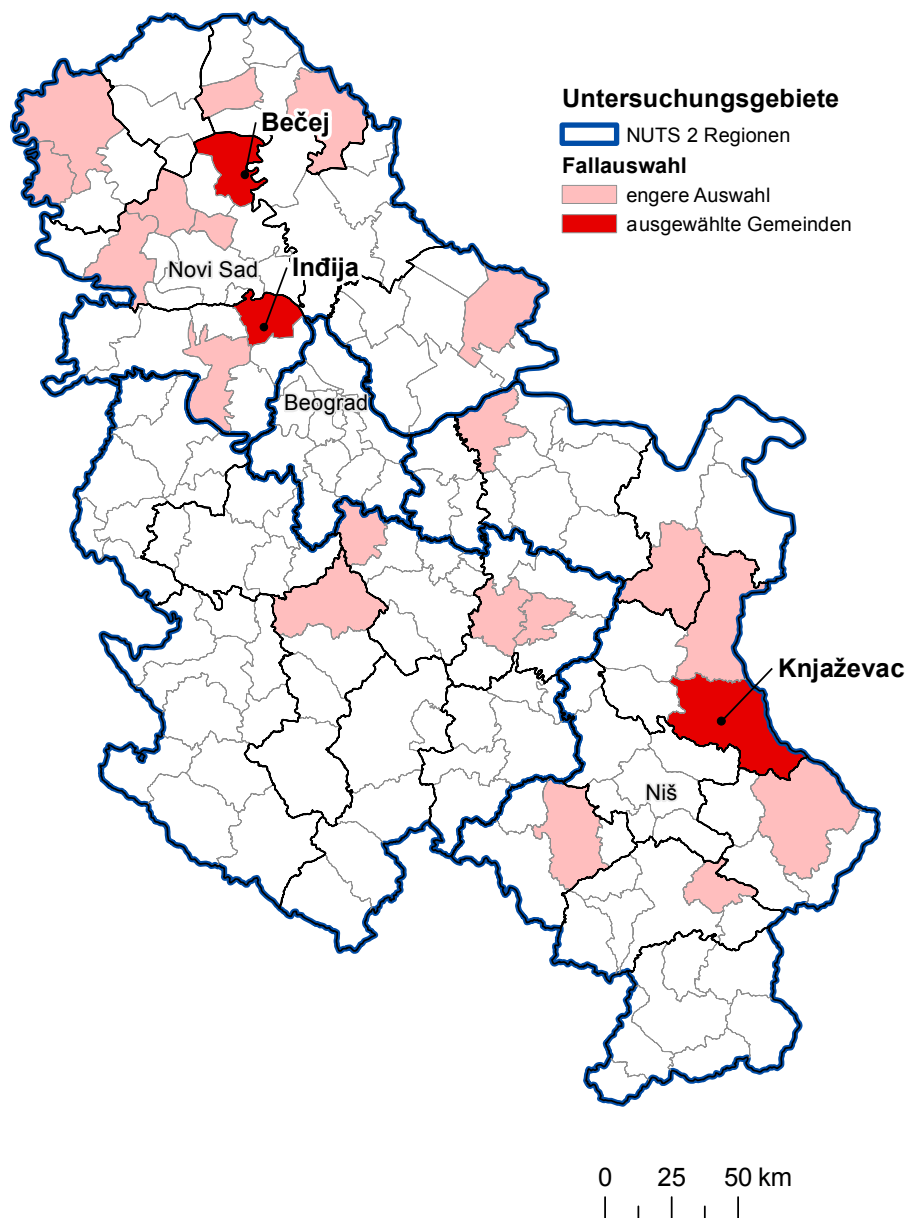 Untersuchungsgebiete
NUTS 2 Regionen
Fallauswahl
engere Auswahl
ausgewählte Gemeinden
Bečej
Novi Sad
Inđija
Beograd
Knjaževac
Niš
0 25 50 km